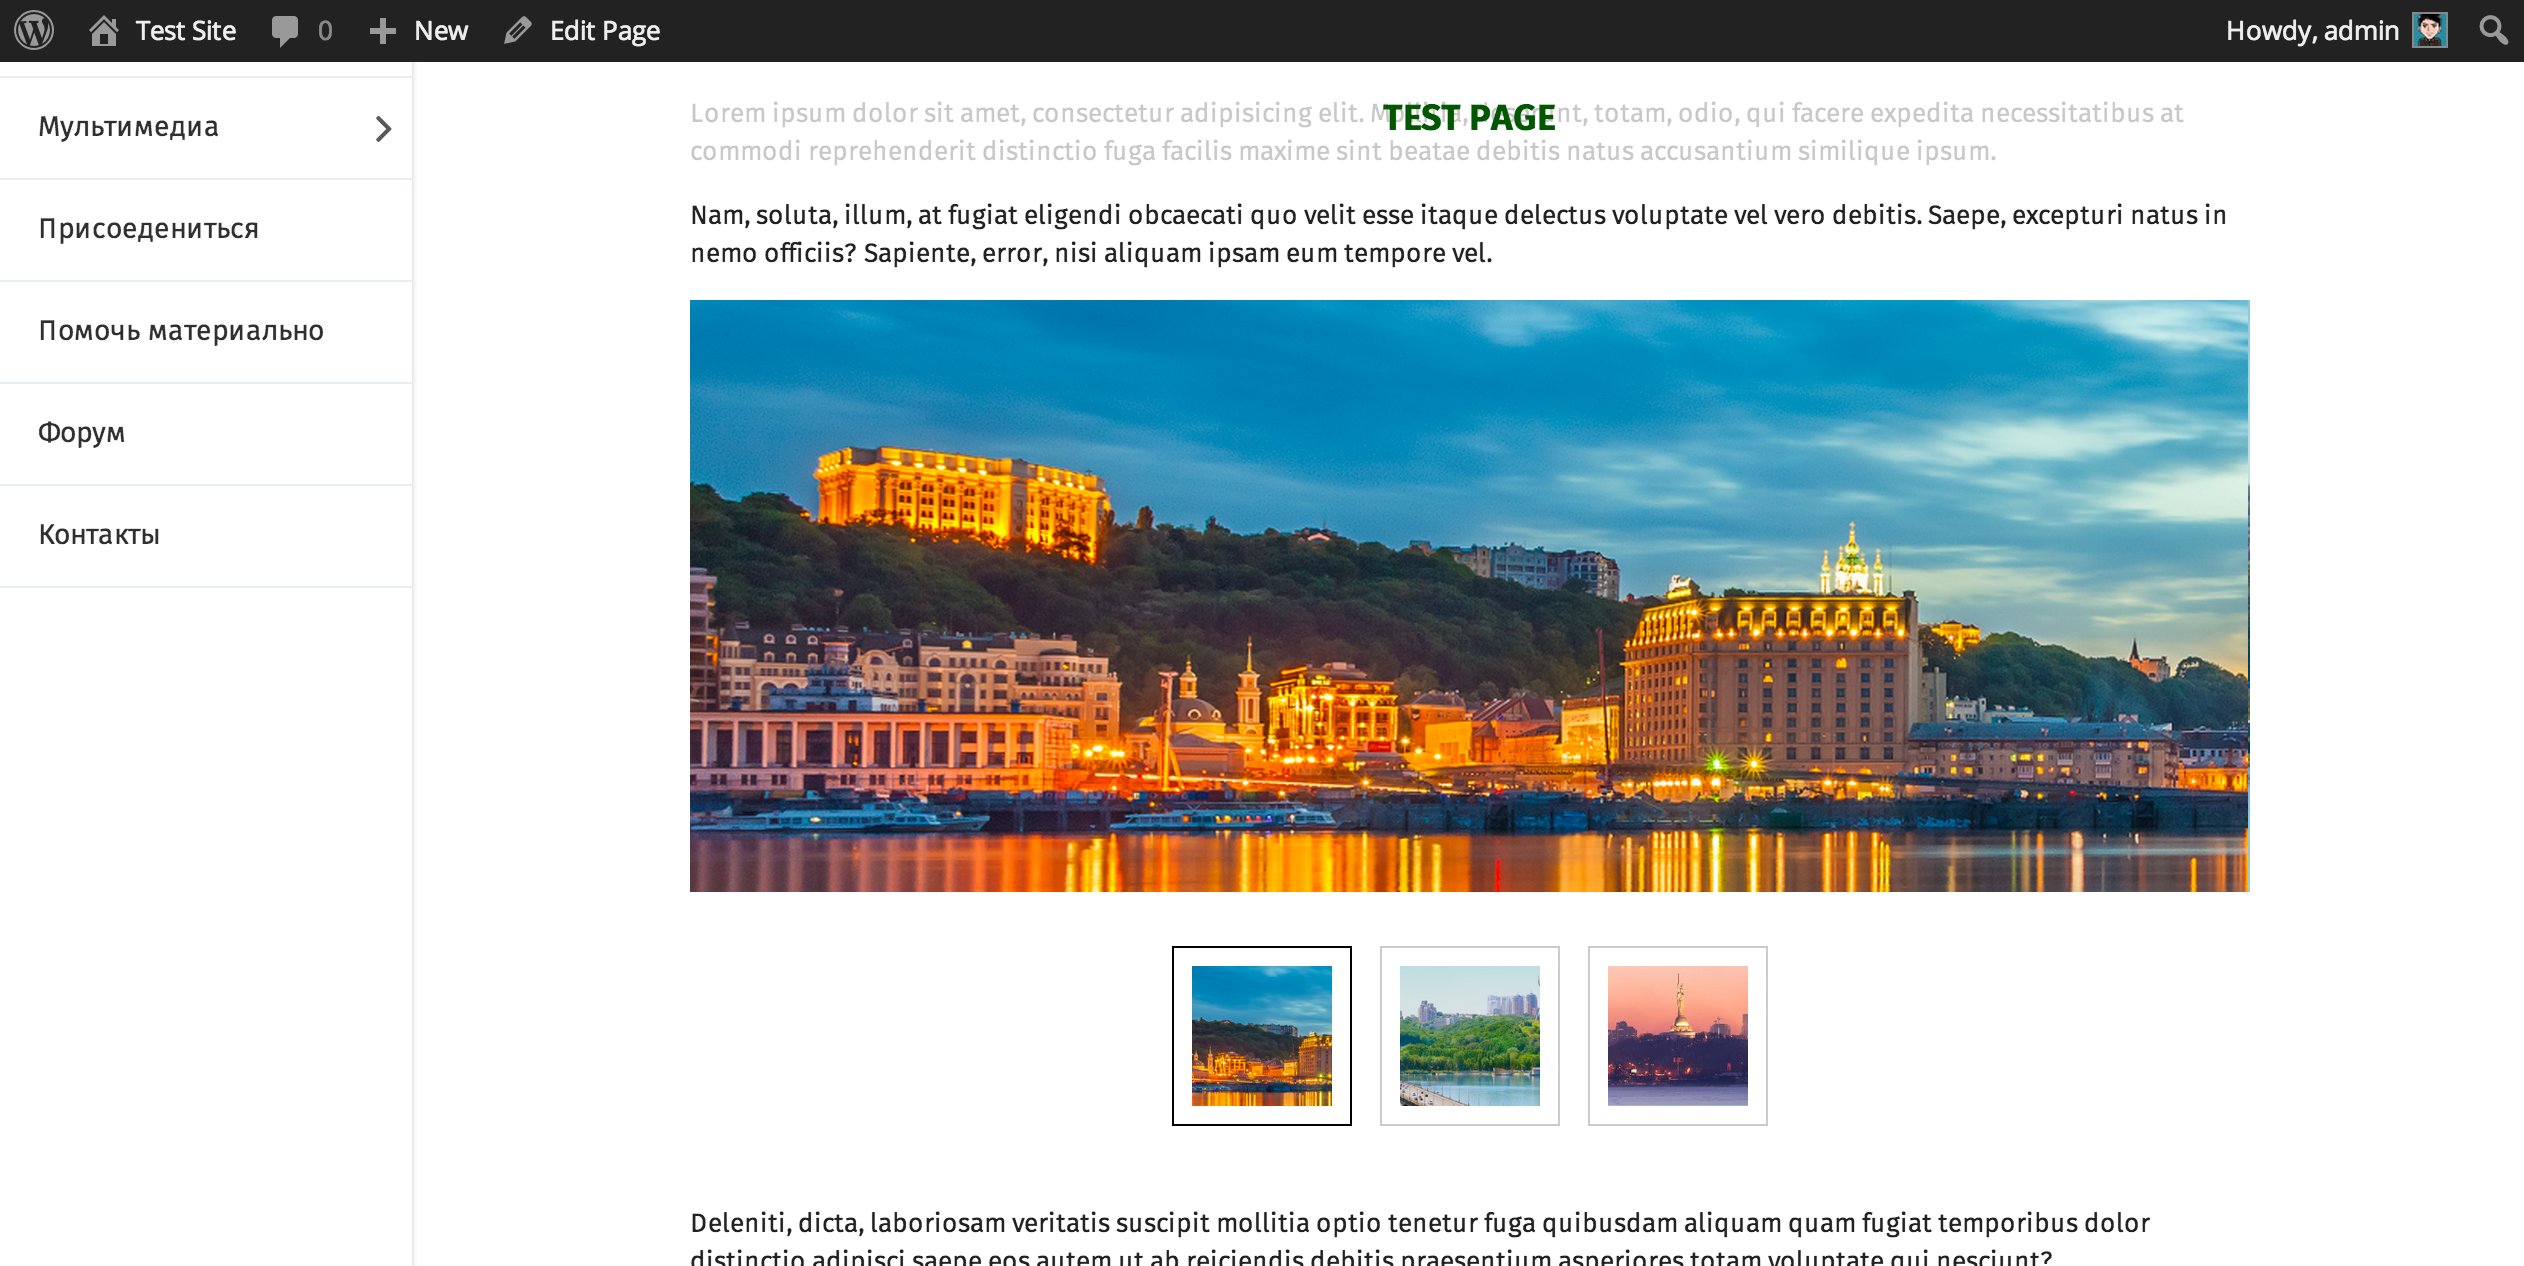 Test Site 0 New Edit Page Howdy, admin
Мультимедиа
Присоедениться
Помочь материально
Форум
Контакты
TEST PAGE
Lorem ipsum dolor sit amet, consectetur adipisicing elit. totam, odio, qui facere expedita necessitatibus at
commodi reprehenderit distinctio fuga facilis maxime sint beatae debitis natus accusantium similique ipsum.
Nam, soluta, illum, at fugiat eligendi obcaecati quo velit esse itaque delectus voluptate vel vero debitis. Saepe, excepturi natus in
nemo officiis? Sapiente, error, nisi aliquam ipsam eum tempore vel.
Deleniti, dicta, laboriosam veritatis suscipit mollitia optio tenetur fuga quibusdam aliquam quam fugiat temporibus dolor
distinctio adipisci saepe eos autem ut ab reiciendis debitis praesentium asperiores totam voluptate qui nesciunt?